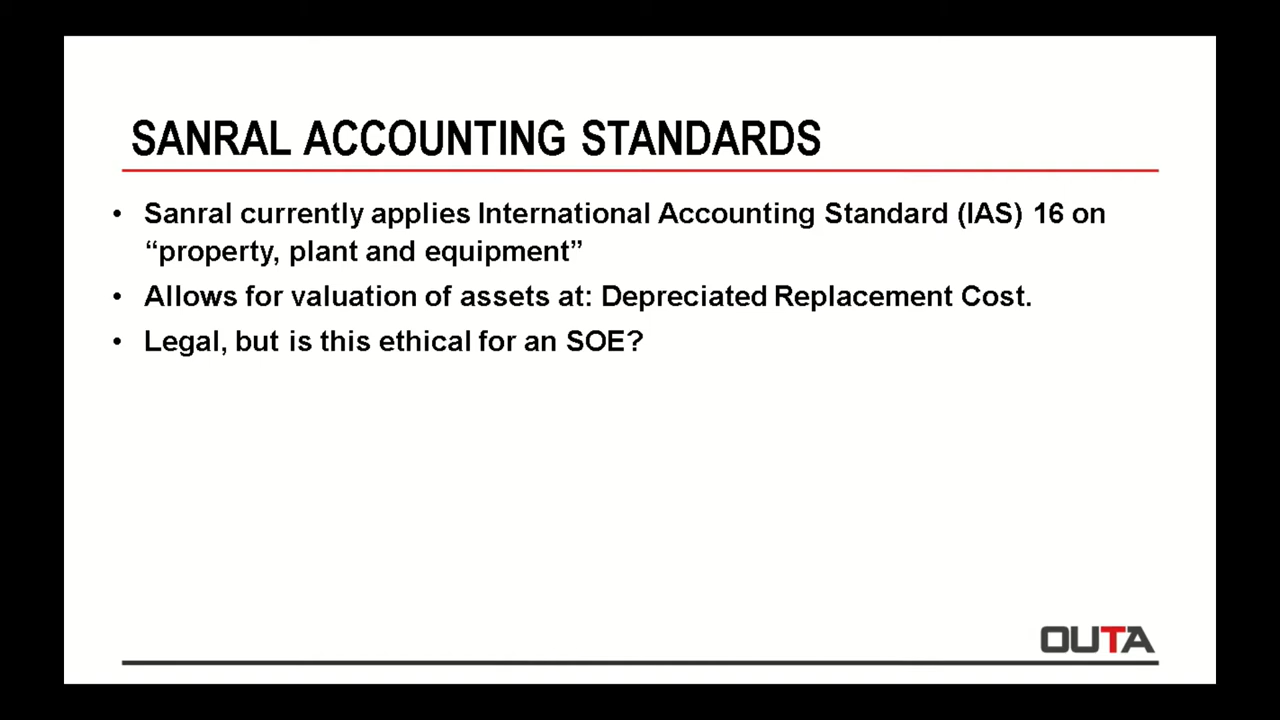 SANRAL ACCOUNTING STANDARDS
• Sanral currently applies International Accounting Standard (IAS) 16 on
“property, plant and equipment”
• Allows for valuation of assets at: Depreciated Replacement Cost.
• Legal, but is this ethical for an SOE?
OUTA